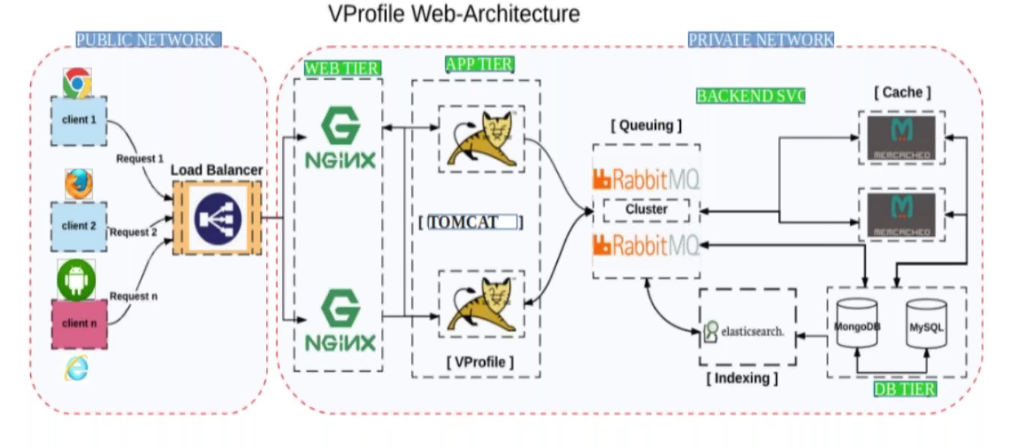 VProfile Web-Architecture
PUBLIC NETWORK
PRIVATE NETWORK
WEB TIER
APP TIER
BACKEND SVC
[ Cache ]
client 1
Request 1
Load Balancer
client 2
Request 2
Request n
client n
NGINX
NGINX
[ TOMCAT ]
[ VProfile ]
[ Queuing ]
RabbitMQ
Cluster
RabbitMQ
MEMCACHED
MEMCACHED
elasticsearch.
[ Indexing ]
MongoDB
MySQL
DB TIER